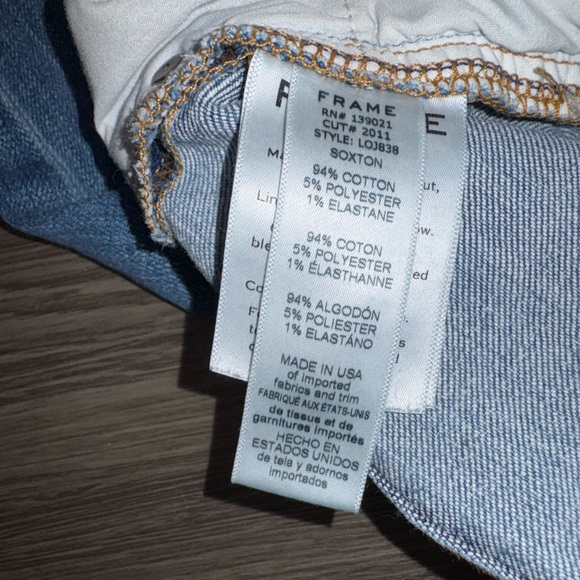 FRAME
RN# 139021
CUT# 2011
STYLE: LOJ838
SOXTON
94% COTTON
5% POLYESTER
1% ELASTANE
94% COTON
5% POLYESTER
1% ÉLASTHANNE
94% ALGODÓN
5% POLIESTER
1% ELASTÁNO
MADE IN USA
of imported
fabrics and trim
FABRIQUÉ AUX ÉTATS-UNIS
de tissus et de
garnitures importés
HECHO EN
ESTADOS UNIDOS
de tela y adornos
importados